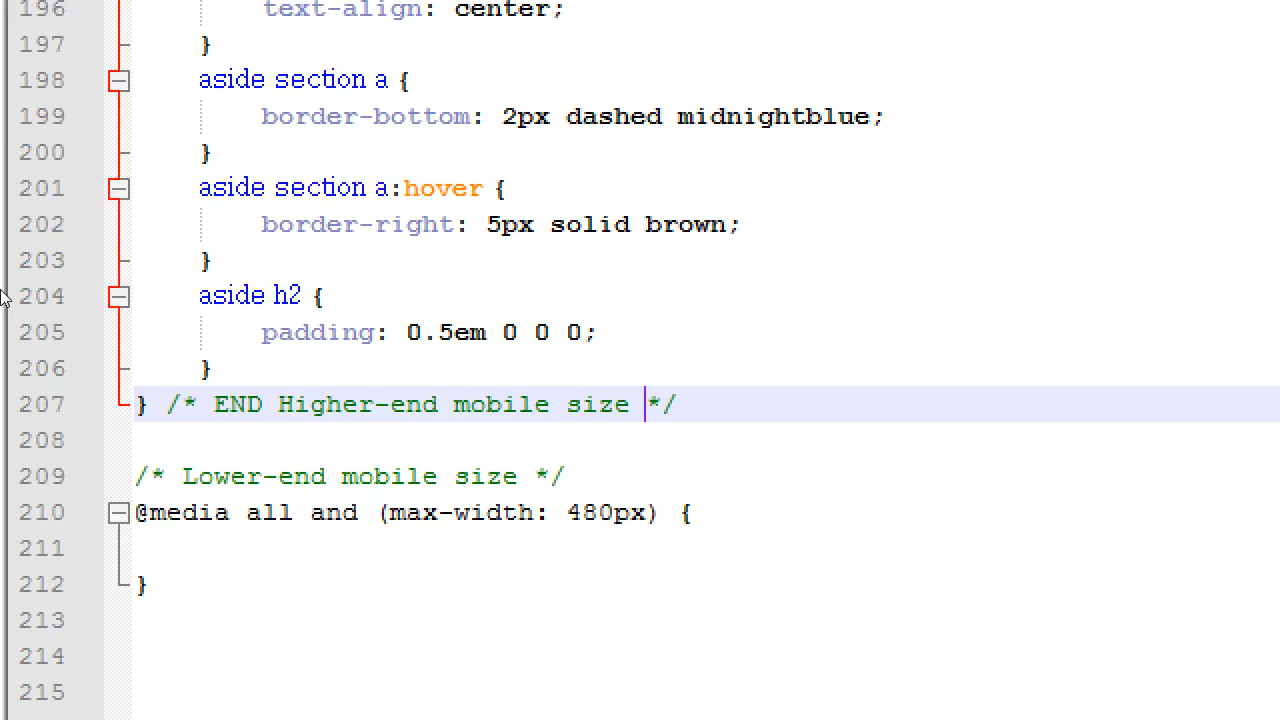 196 text-align: center;
197 }
198 aside section a {
199 border-bottom: 2px dashed midnightblue;
200 }
201 aside section a:hover {
202 border-right: 5px solid brown;
203 }
204 aside h2 {
205 padding: 0.5em 0 0 0;
206 }
207 } /* END Higher-end mobile size */
208
209 /* Lower-end mobile size */
210 @media all and (max-width: 480px) {
211
212 }
213
214
215